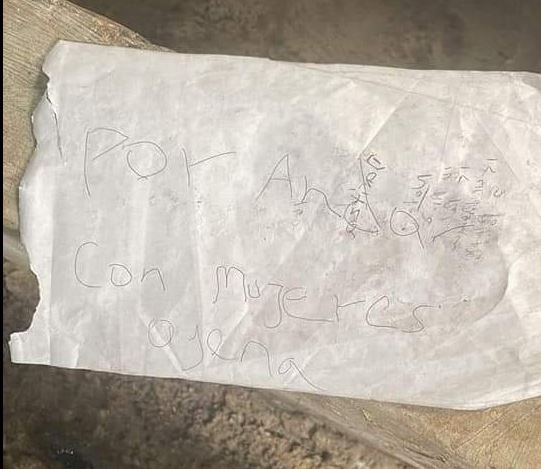 Por Andar
Con Mujeres
ajena